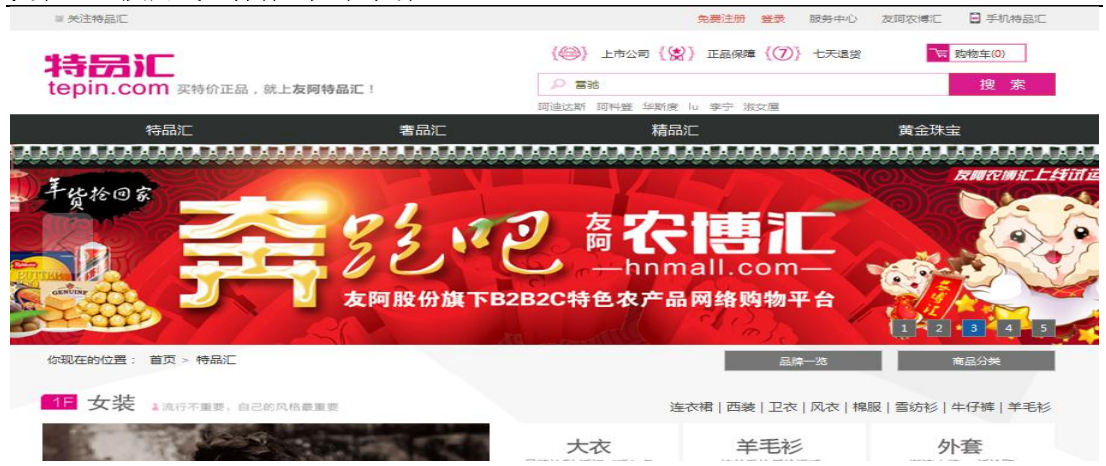 关注特品汇
免费注册 登录 服务中心 友阿农博汇 手机特品汇
特品汇
tepin.com 买特价正品，就上友阿特品汇！
上市公司 正品保障 7 七天退货 购物车(0)
雷驰 搜 索
阿迪达斯 阿科登 华斯度 lu 李宁 淑女屋
特品汇 奢品汇 精品汇 黄金珠宝
年货抢回家
友阿农博汇上线试运
奔跑吧 友阿 农博汇
hnmall.com
友阿股份旗下B2B2C特色农产品网络购物平台
GENUINE
1 2 3 4 5
你现在的位置： 首页 > 特品汇 品牌一览 商品分类
1F 女装 流行不重要，自己的风格最重要 连衣裙 | 西装 | 卫衣 | 风衣 | 棉服 | 雪纺衫 | 牛仔裤 | 羊毛衫
大衣 羊毛衫 外套